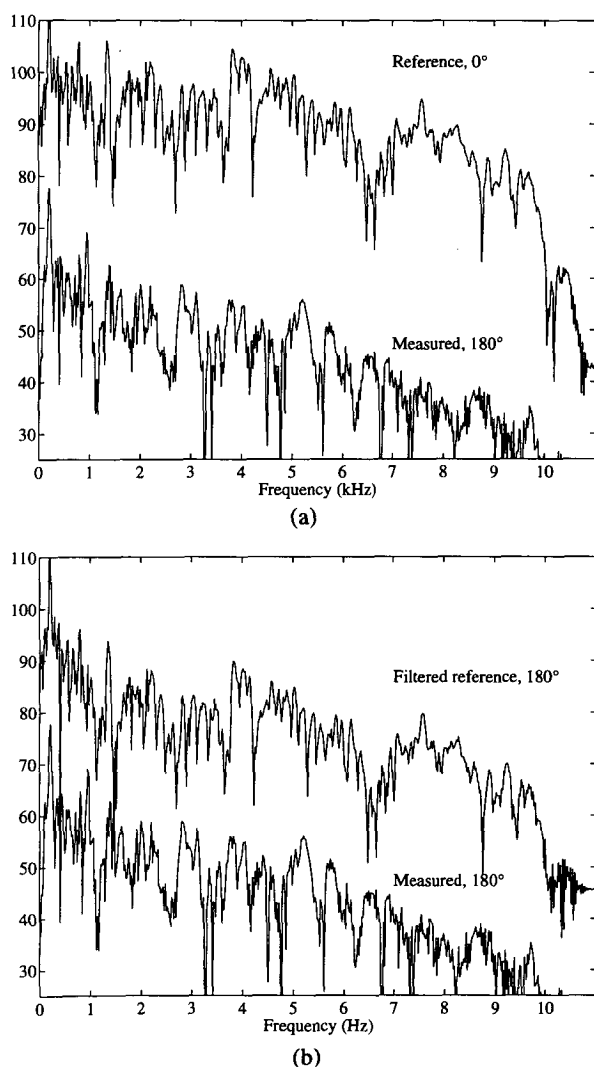 110
100
90
80
70
60
50
40
30
Reference, 0°
Measured, 180°
0 1 2 3 4 5 6 7 8 9 10
Frequency (kHz)
(a)
110
100
90
80
70
60
50
40
30
Filtered reference, 180°
Measured, 180°
0 1 2 3 4 5 6 7 8 9 10
Frequency (Hz)
(b)